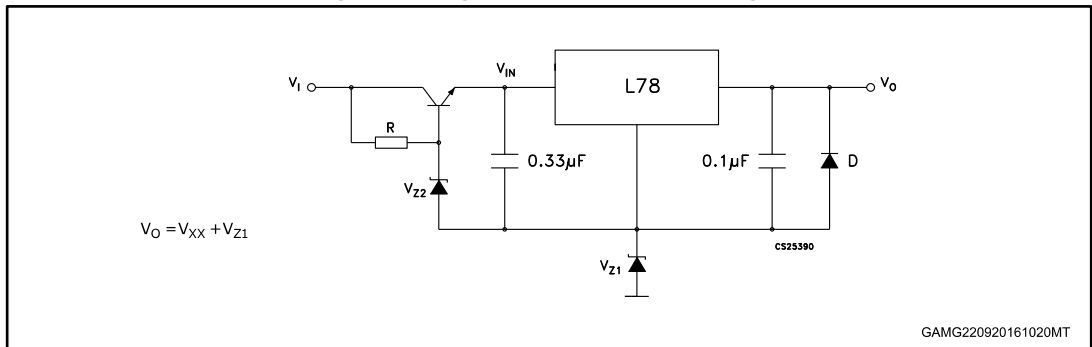 V_I
V_IN
L78
V_O
R
0.33µF
0.1µF
D
V_Z2
V_O =V_XX +V_Z1
CS25390
V_Z1
GAMG220920161020MT